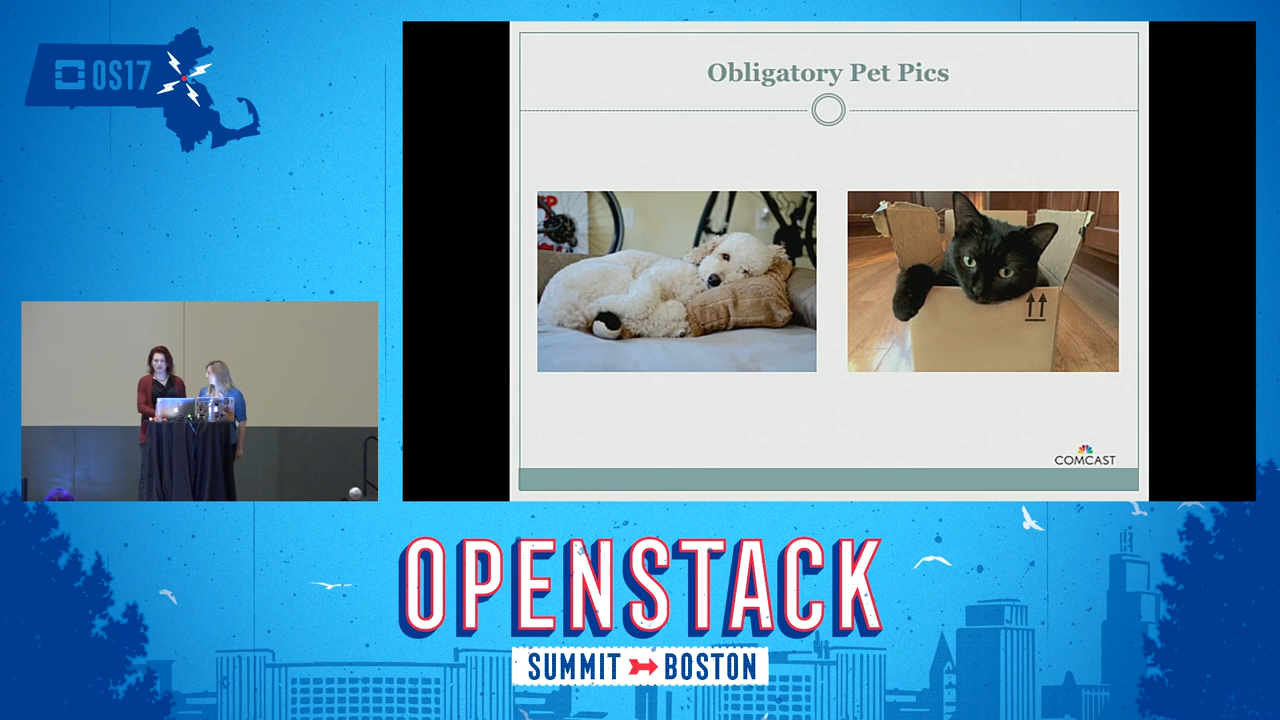 OS17
Obligatory Pet Pics
COMCAST
OPENSTACK
SUMMIT BOSTON